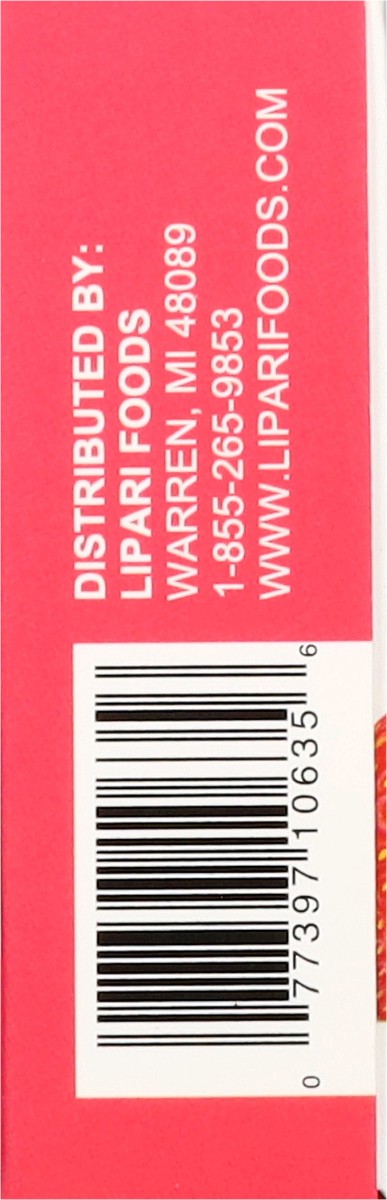 DISTRIBUTED BY:
LIPARI FOODS
WARREN, MI 48089
1-855-265-9853
WWW.LIPARIFOODS.COM
0 77397 10635 6